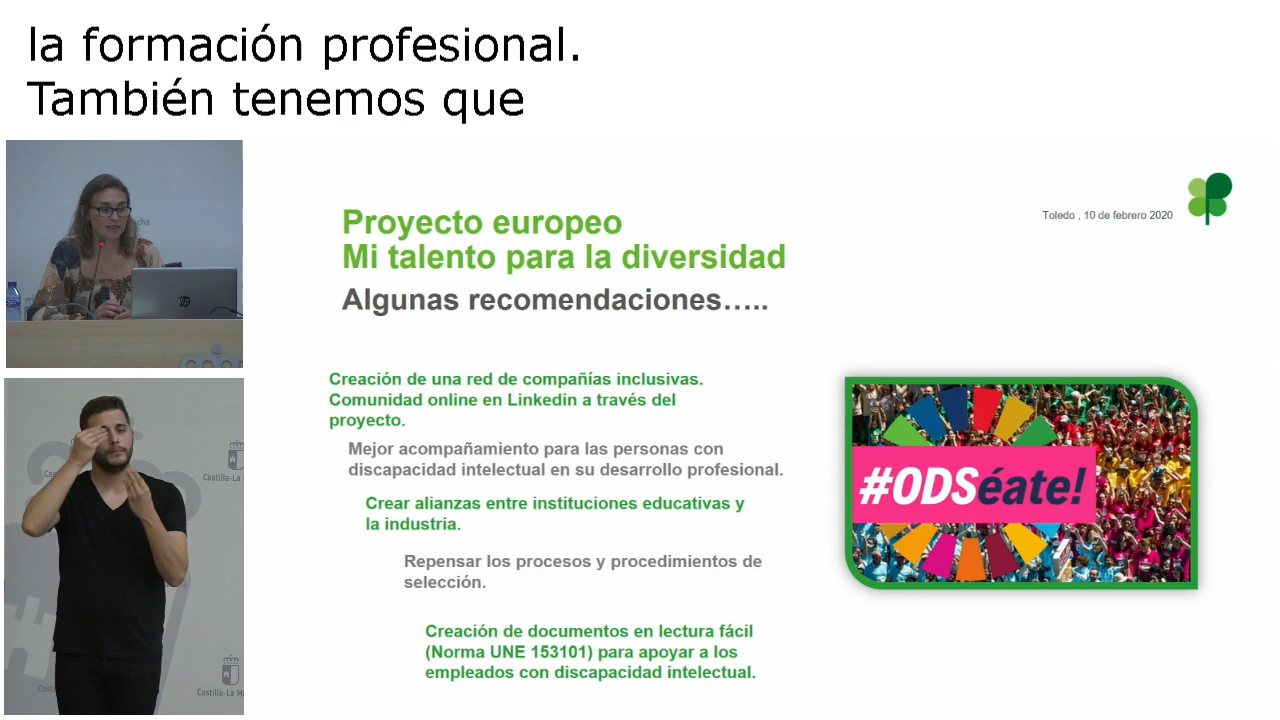 la formación profesional.
También tenemos que
Toledo , 10 de febrero 2020
Proyecto europeo
Mi talento para la diversidad
Algunas recomendaciones…..
Creación de una red de compañías inclusivas.
Comunidad online en Linkedin a través del
proyecto.
Mejor acompañamiento para las personas con
discapacidad intelectual en su desarrollo profesional.
Crear alianzas entre instituciones educativas y
la industria.
Repensar los procesos y procedimientos de
selección.
Creación de documentos en lectura fácil
(Norma UNE 153101) para apoyar a los
empleados con discapacidad intelectual.
#ODSéate!
hp
Castilla-La M